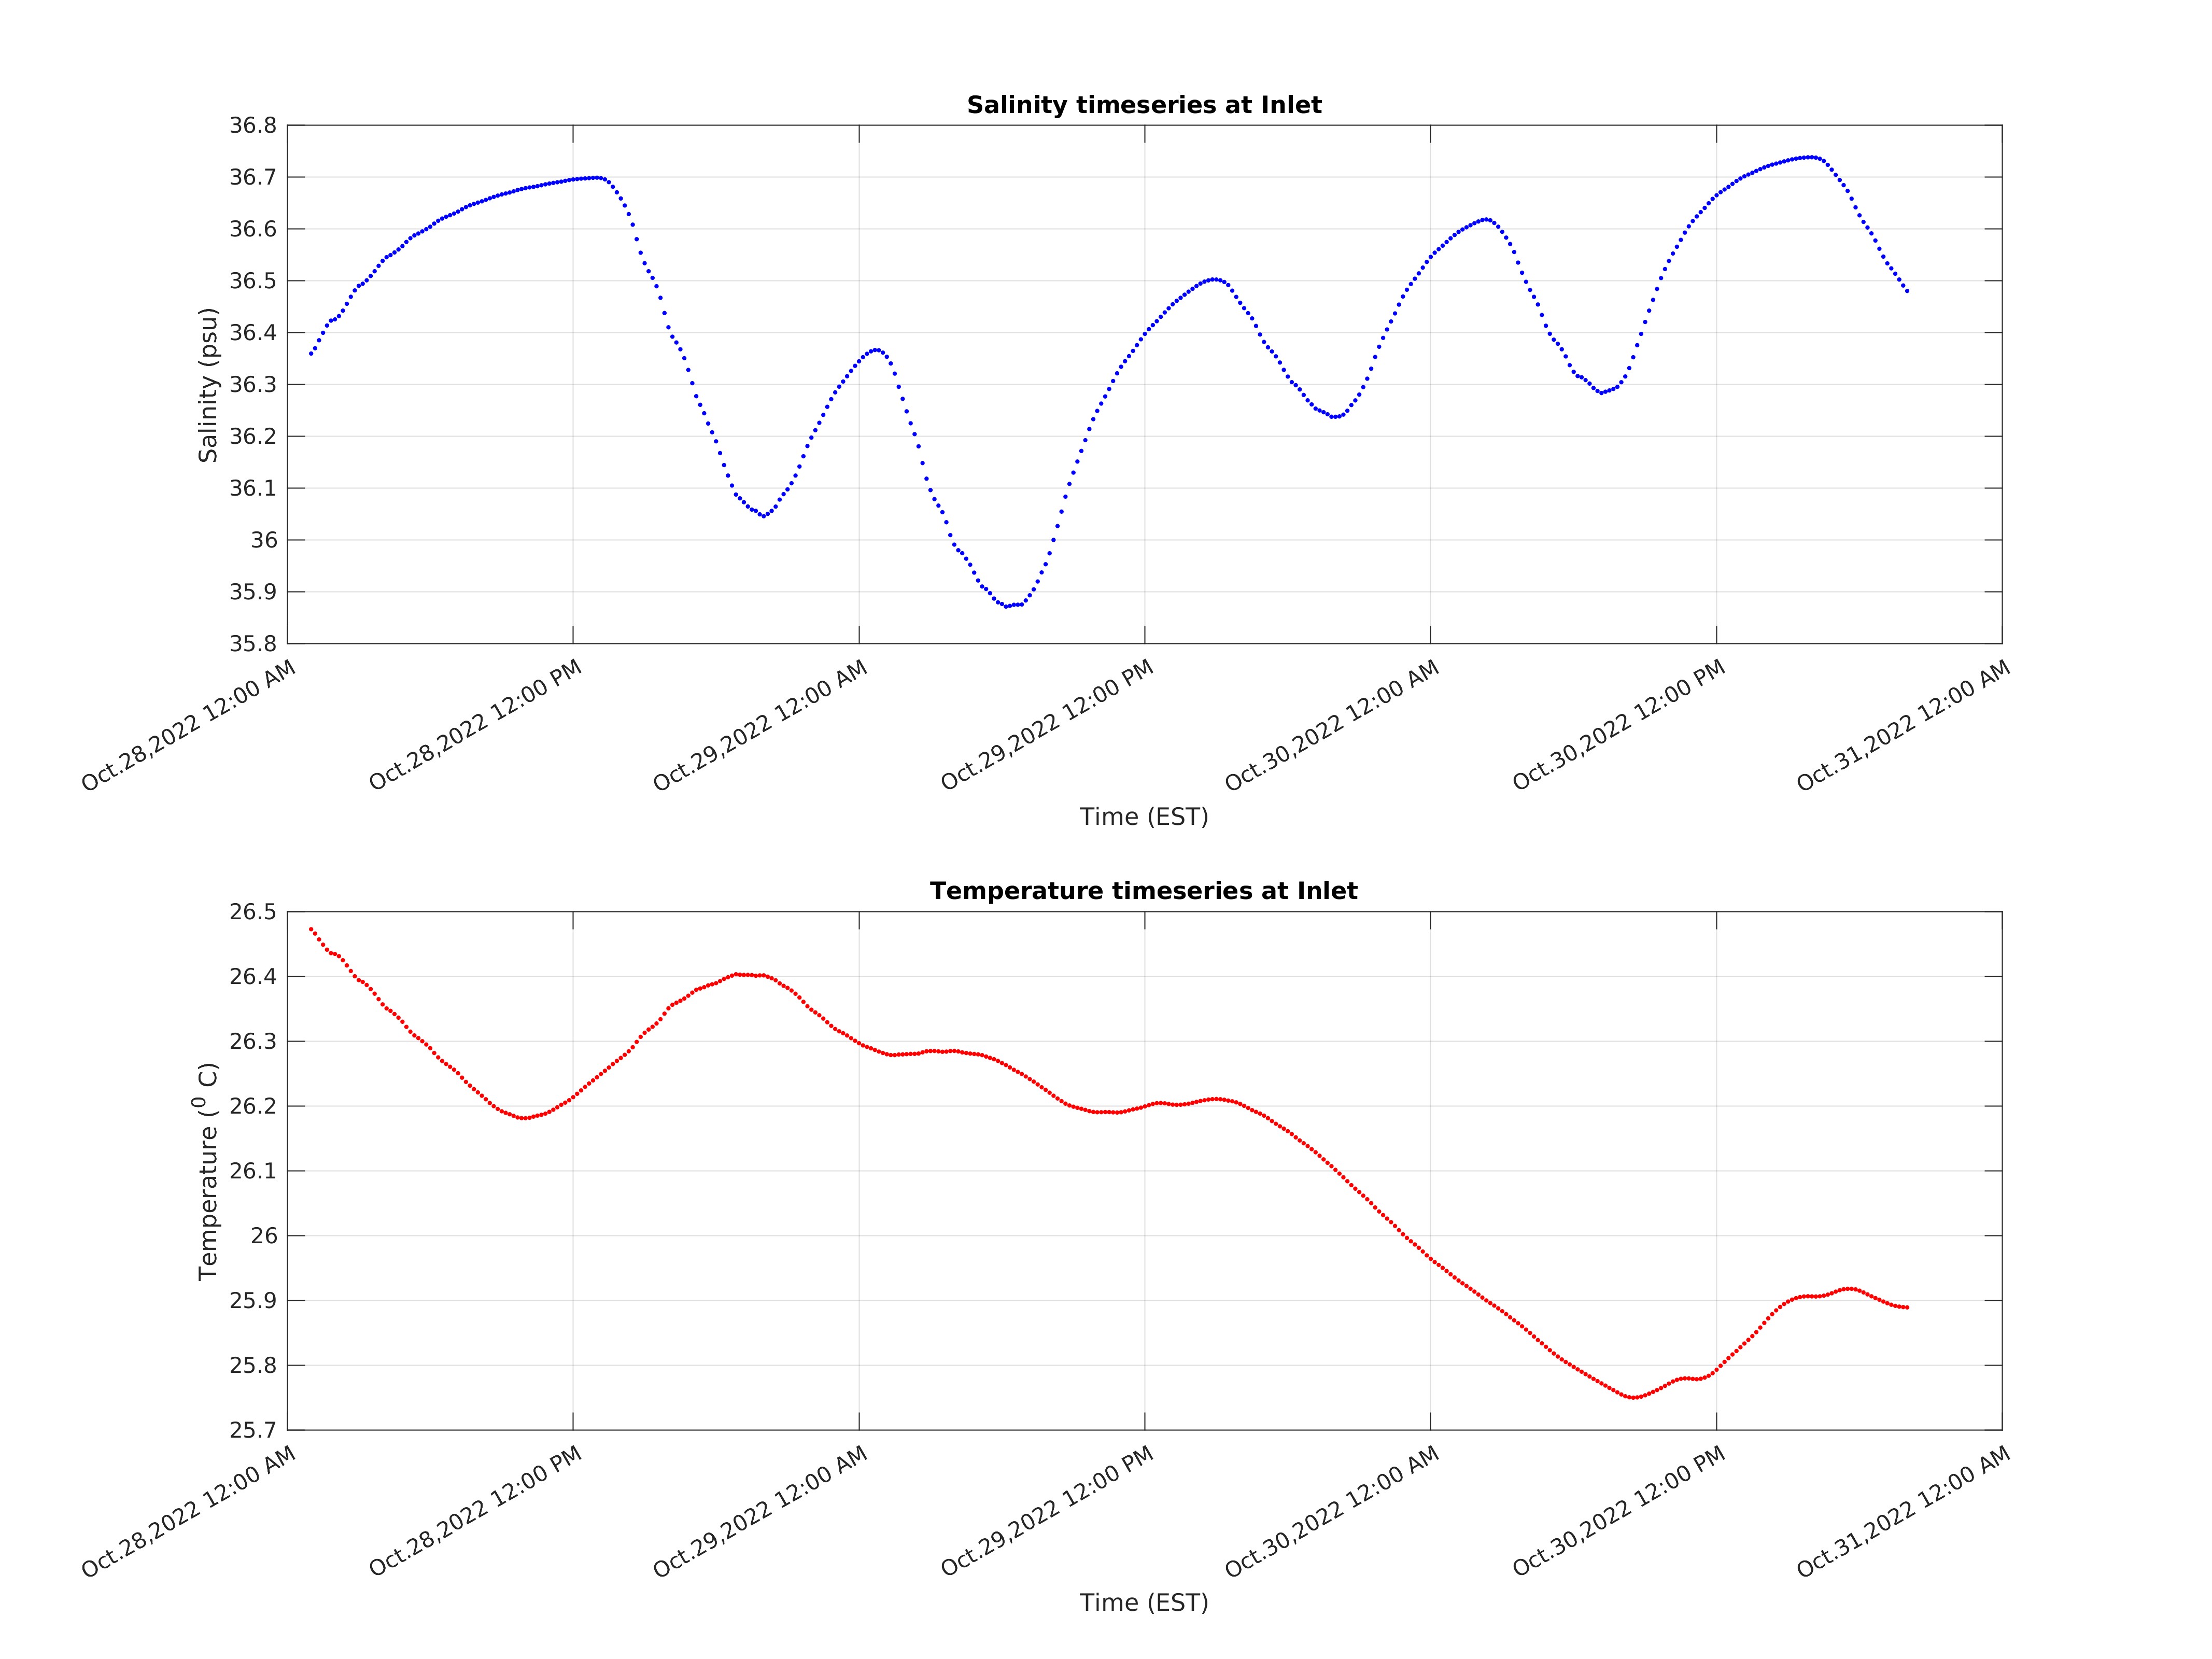 Salinity timeseries at Inlet
36.8
36.7
36.6
36.5
36.4
36.3
36.2
36.1
36
35.9
35.8
Salinity (psu)
Oct.28,2022 12:00 AM
Oct.28,2022 12:00 PM
Oct.29,2022 12:00 AM
Oct.29,2022 12:00 PM
Oct.30,2022 12:00 AM
Oct.30,2022 12:00 PM
Oct.31,2022 12:00 AM
Time (EST)
Temperature timeseries at Inlet
26.5
26.4
26.3
26.2
26.1
26
25.9
25.8
25.7
Temperature (⁰ C)
Oct.28,2022 12:00 AM
Oct.28,2022 12:00 PM
Oct.29,2022 12:00 AM
Oct.29,2022 12:00 PM
Oct.30,2022 12:00 AM
Oct.30,2022 12:00 PM
Oct.31,2022 12:00 AM
Time (EST)